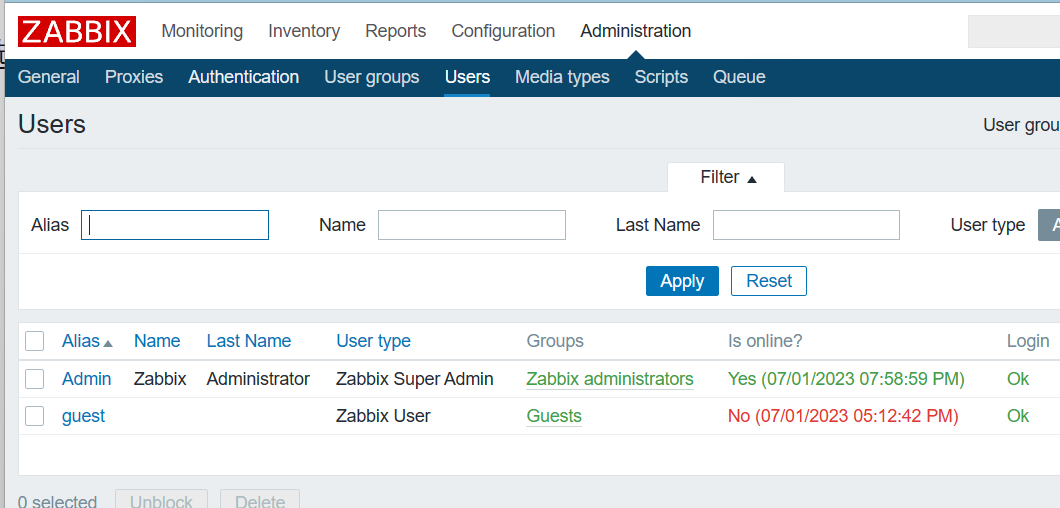 ZABBIX Monitoring Inventory Reports Configuration Administration
General Proxies Authentication User groups Users Media types Scripts Queue
Users User grou
Filter
Alias Name Last Name User type A
Apply Reset
Alias Name Last Name User type Groups Is online? Login
Admin Zabbix Administrator Zabbix Super Admin Zabbix administrators Yes (07/01/2023 07:58:59 PM) Ok
guest Zabbix User Guests No (07/01/2023 05:12:42 PM) Ok
0 selected Unblock Delete